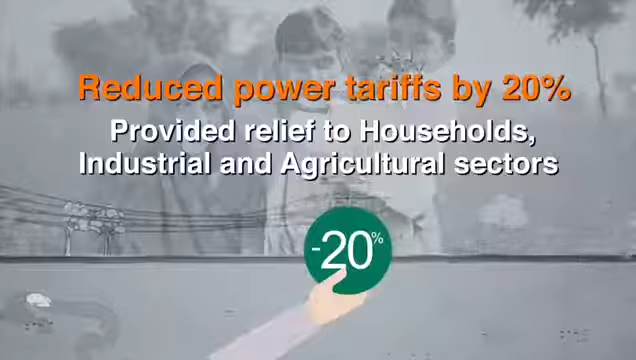 Reduced power tariffs by 20%
Provided relief to Households,
Industrial and Agricultural sectors
-20%